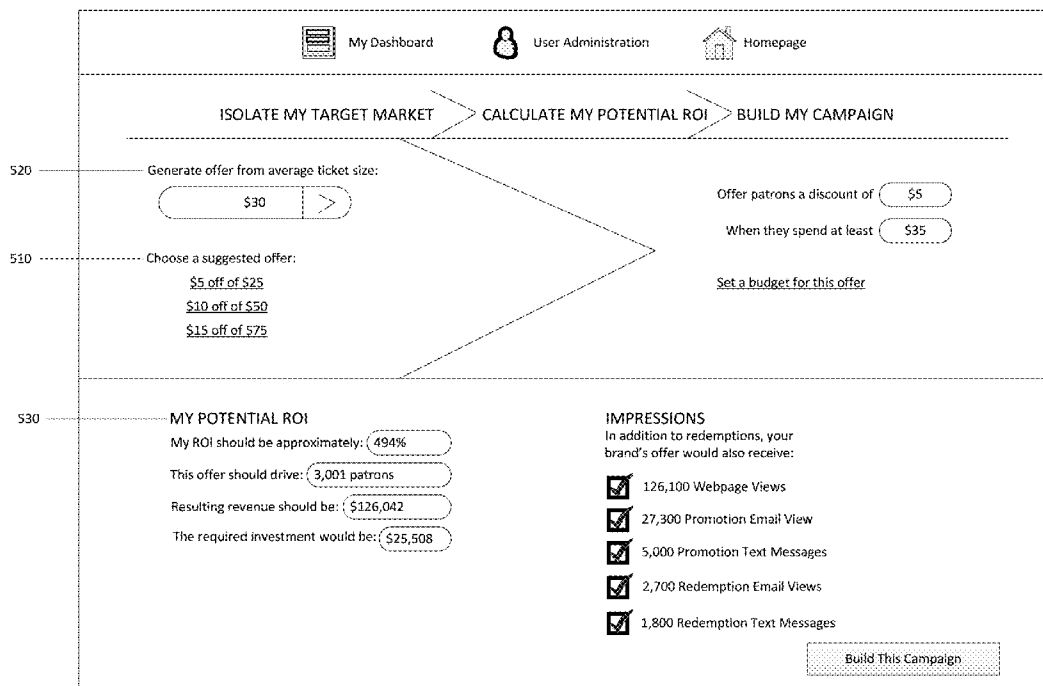 My Dashboard
User Administration
Homepage
ISOLATE MY TARGET MARKET
CALCULATE MY POTENTIAL ROI
BUILD MY CAMPAIGN
520
Generate offer from average ticket size:
$30
Offer patrons a discount of $5
When they spend at least $35
510
Choose a suggested offer:
$5 off of $25
$10 off of $50
$15 off of $75
Set a budget for this offer
530
MY POTENTIAL ROI
My ROI should be approximately: 494%
This offer should drive: 3,001 patrons
Resulting revenue should be: $126,042
The required investment would be: $25,508
IMPRESSIONS
In addition to redemptions, your
brand's offer would also receive:
126,100 Webpage Views
27,300 Promotion Email View
5,000 Promotion Text Messages
2,700 Redemption Email Views
1,800 Redemption Text Messages
Build This Campaign